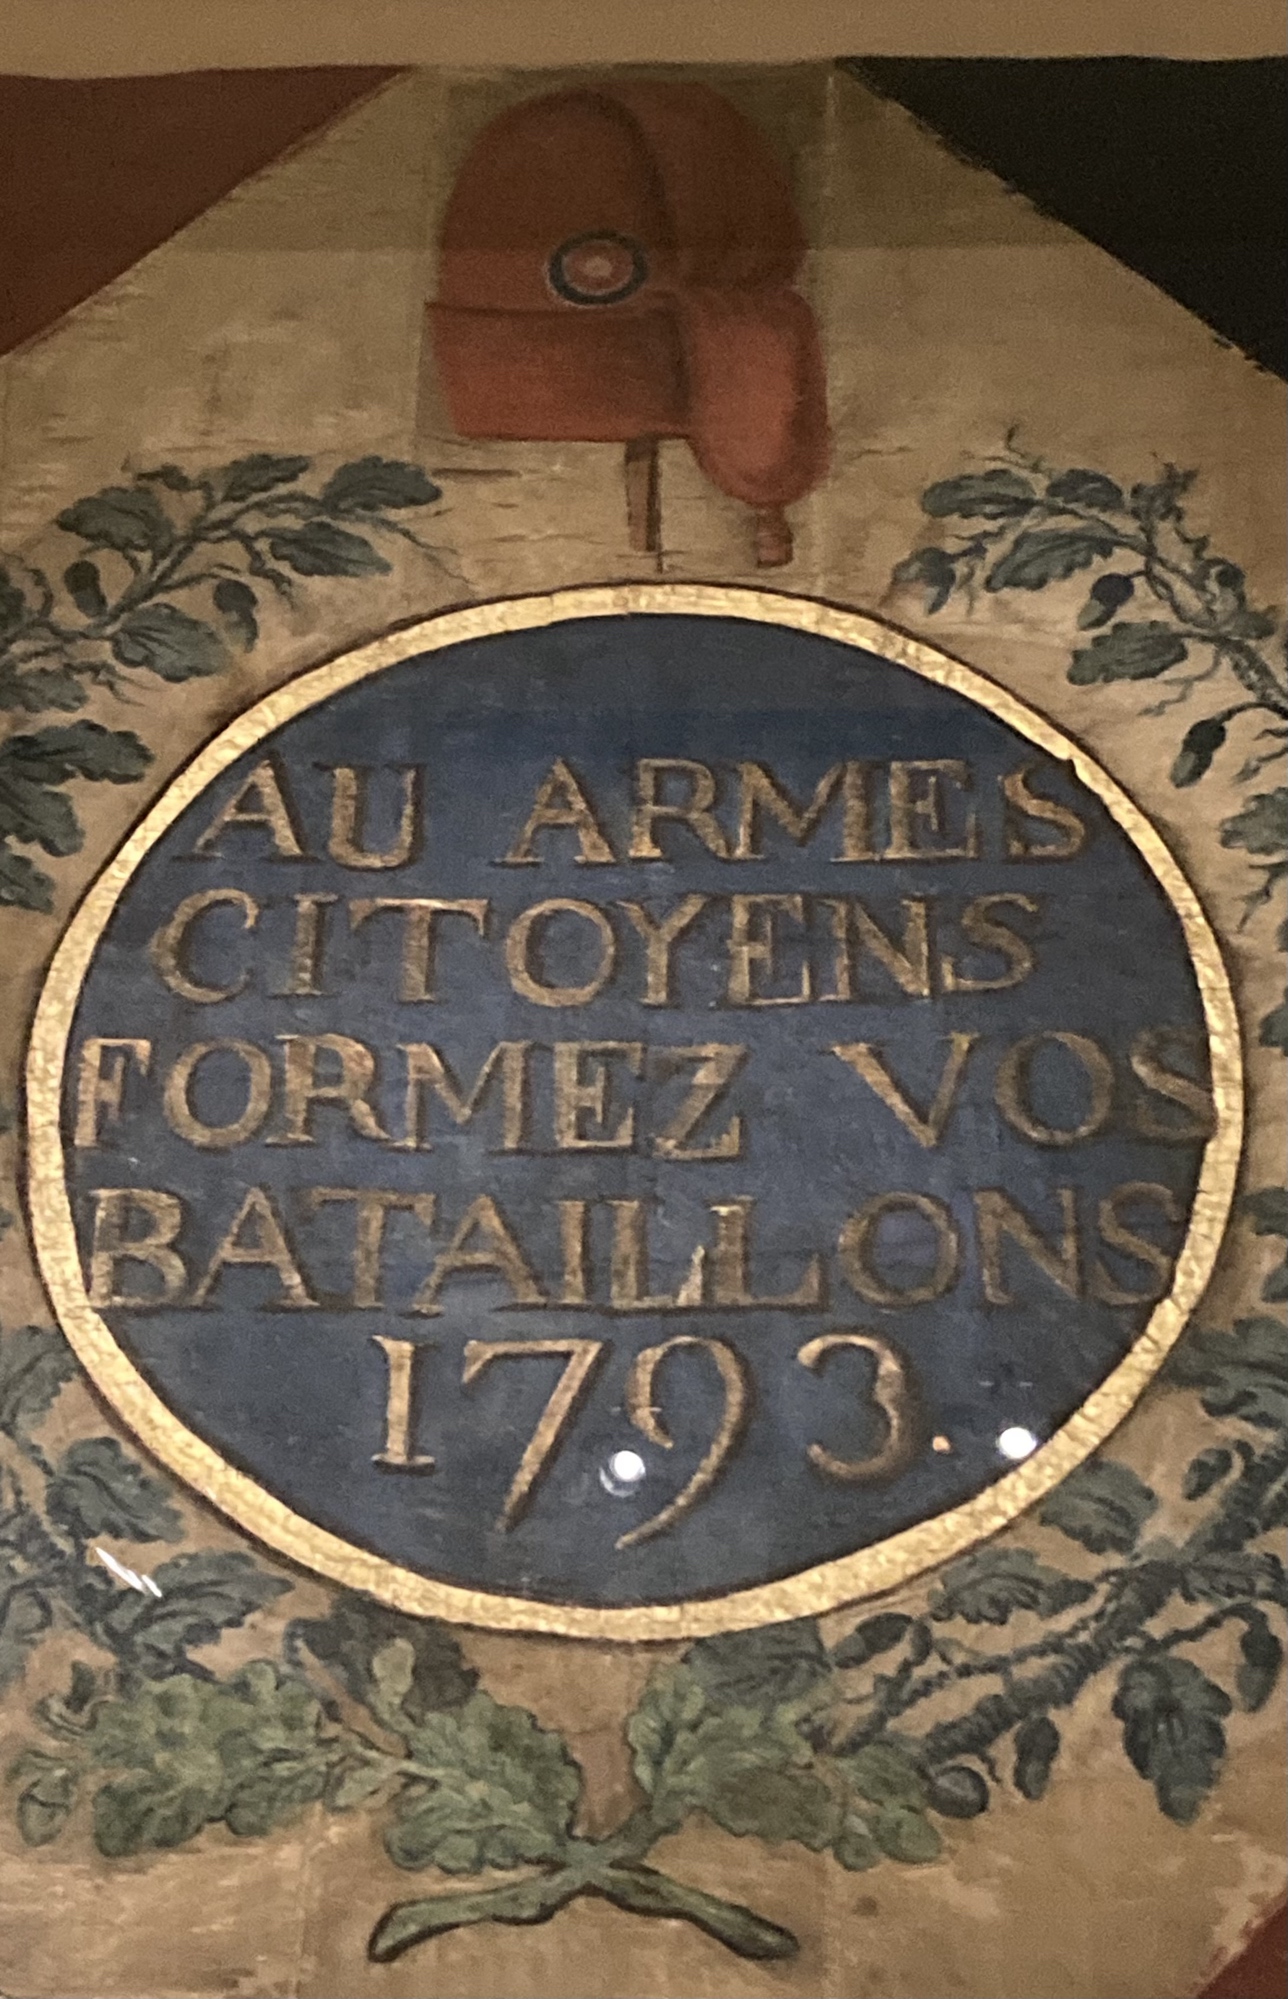 AU ARMES
CITOYENS
FORMEZ VOS
BATAILLONS
1793